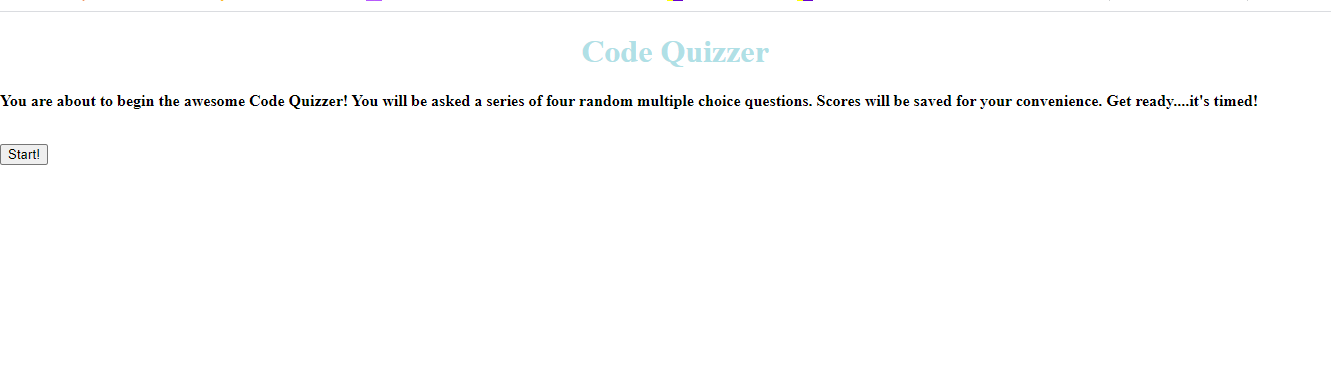 Code Quizzer
You are about to begin the awesome Code Quizzer! You will be asked a series of four random multiple choice questions. Scores will be saved for your convenience. Get ready....it's timed!
Start!